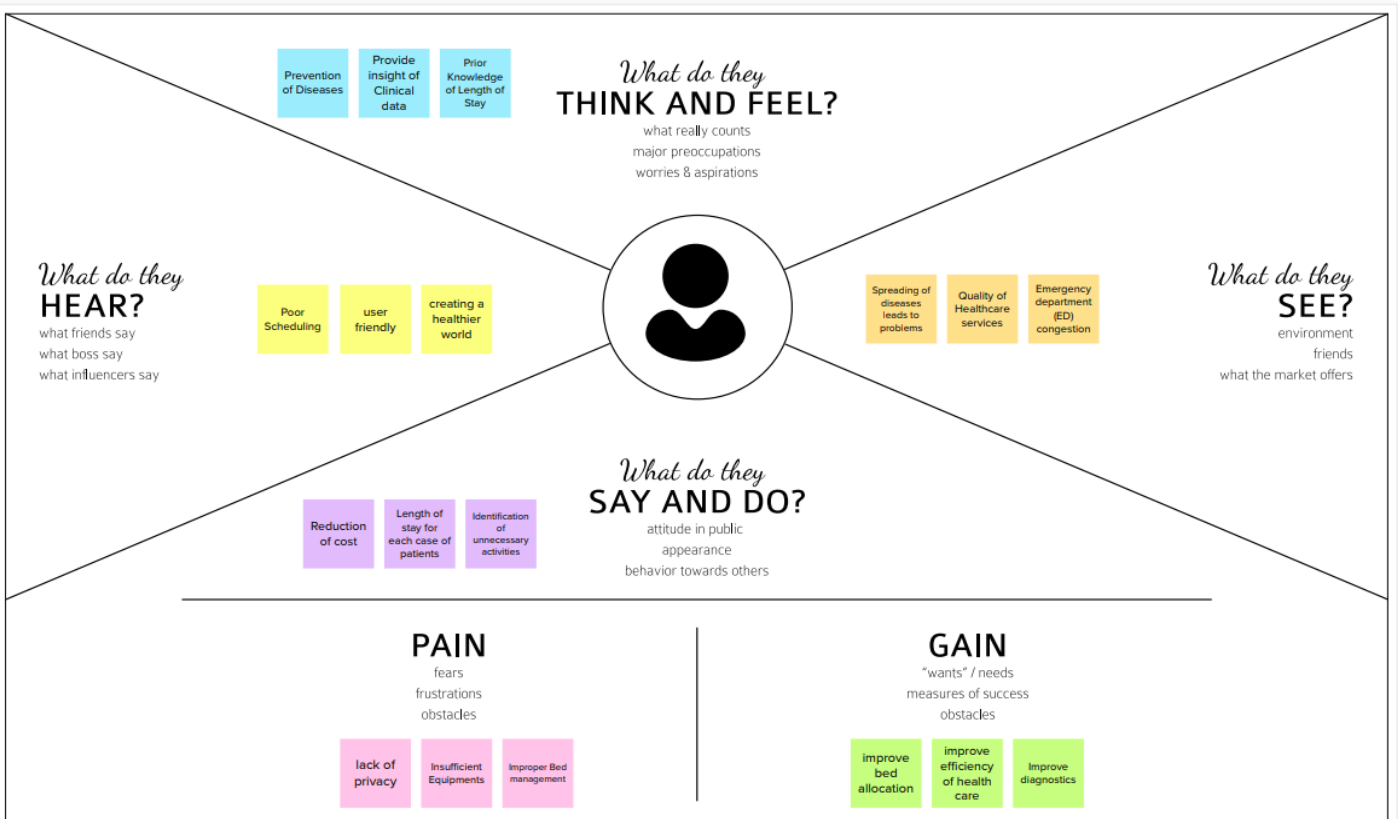 Prevention
of Diseases
Provide
insight of
Clinical
data
Prior
Knowledge
of Length of
Stay
What do they
THINK AND FEEL?
what really counts
major preoccupations
worries & aspirations
What do they
HEAR?
what friends say
what boss say
what influencers say
Poor
Scheduling
user
friendly
creating a
healthier
world
Spreading of
diseases
leads to
problems
Quality of
Healthcare
services
Emergency
department
(ED)
congestion
What do they
SEE?
environment
friends
what the market offers
What do they
SAY AND DO?
attitude in public
appearance
behavior towards others
Reduction
of cost
Length of
stay for
each case of
patients
Identification
of
unnecessary
activities
PAIN
fears
frustrations
obstacles
lack of
privacy
Insufficient
Equipments
Improper Bed
management
GAIN
"wants" / needs
measures of success
obstacles
improve
bed
allocation
improve
efficiency
of health
care
Improve
diagnostics